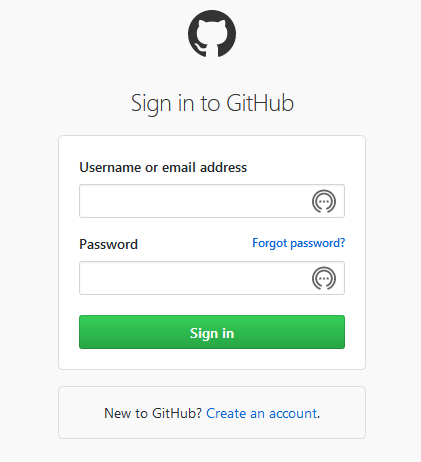 Sign in to GitHub
Username or email address
Password Forgot password?
Sign in
New to GitHub? Create an account.